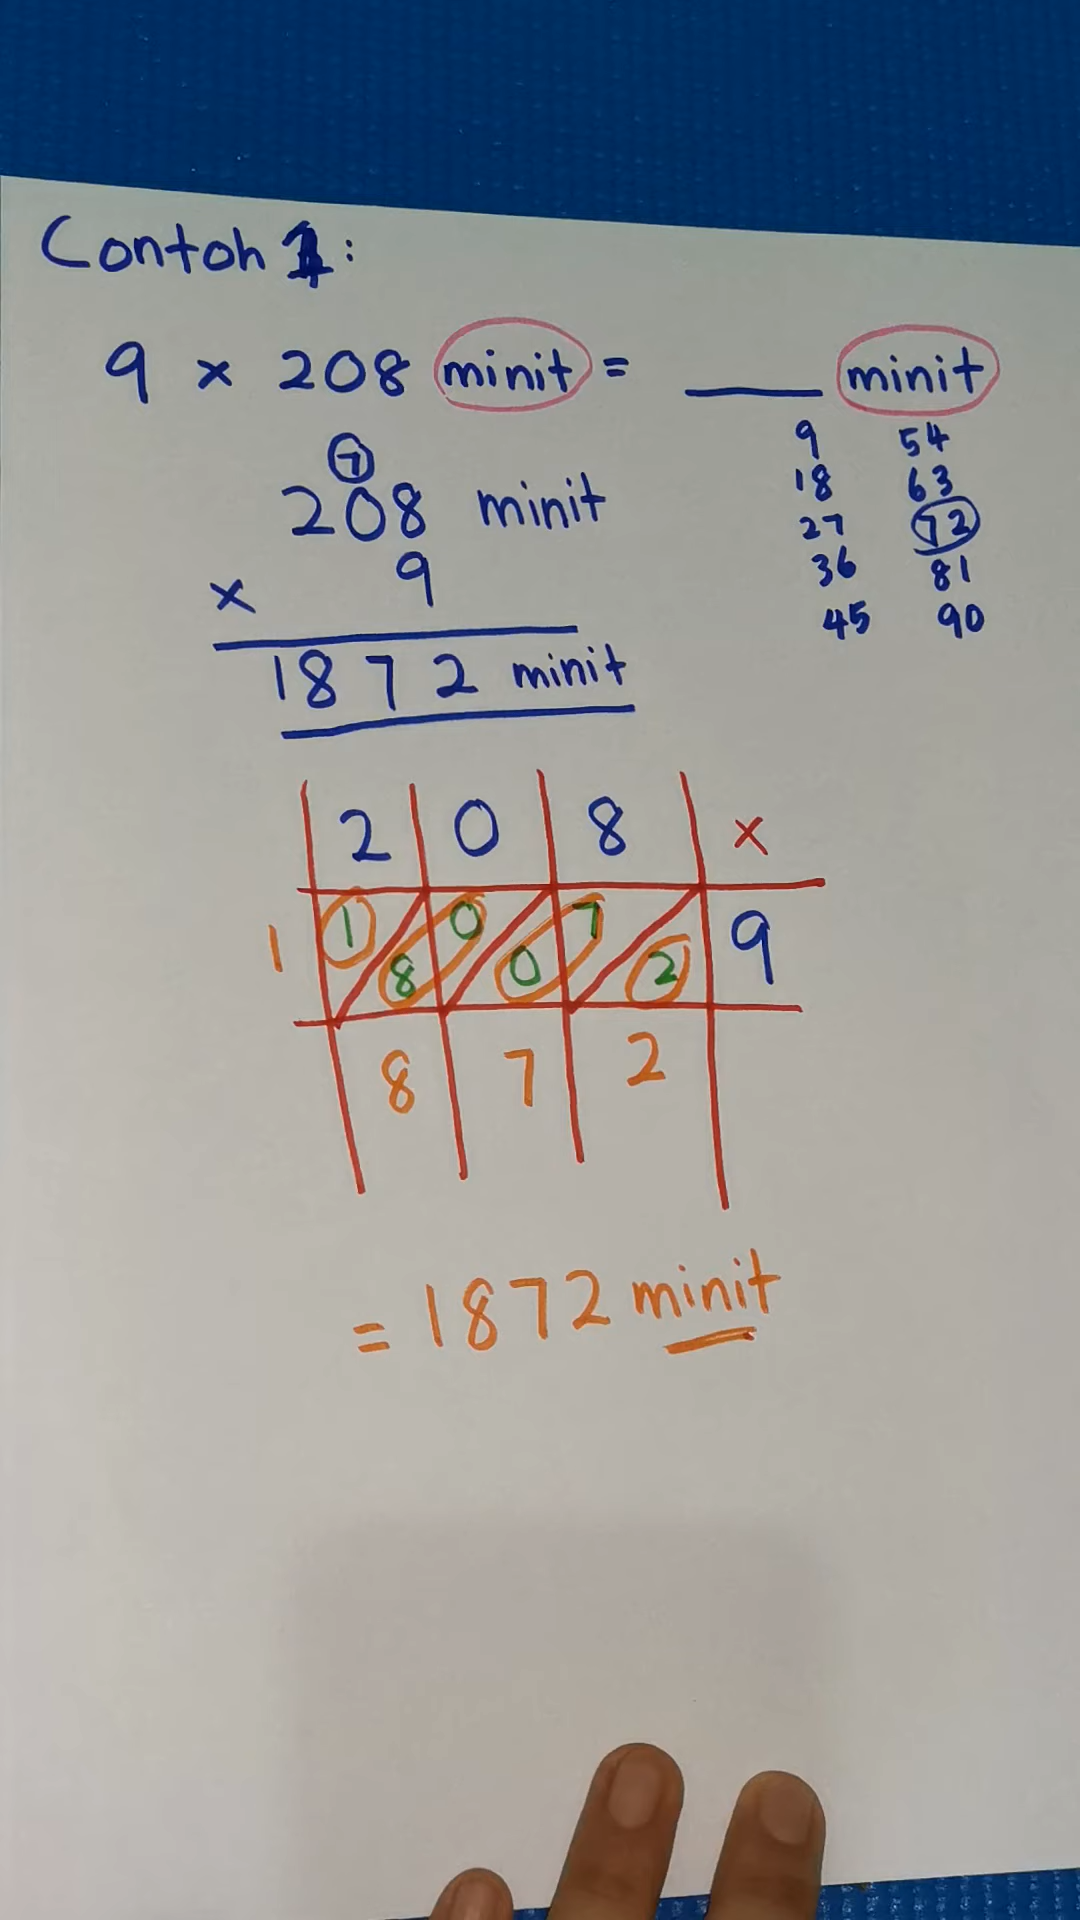 Contoh 1:
9 x 208 minit = ____ minit
7
208 minit
x 9
1872 minit
9 54
18 63
27 72
36 81
45 90
2 0 8 x
1 1 8 0 0 7 2 9
8 7 2
= 1872 minit